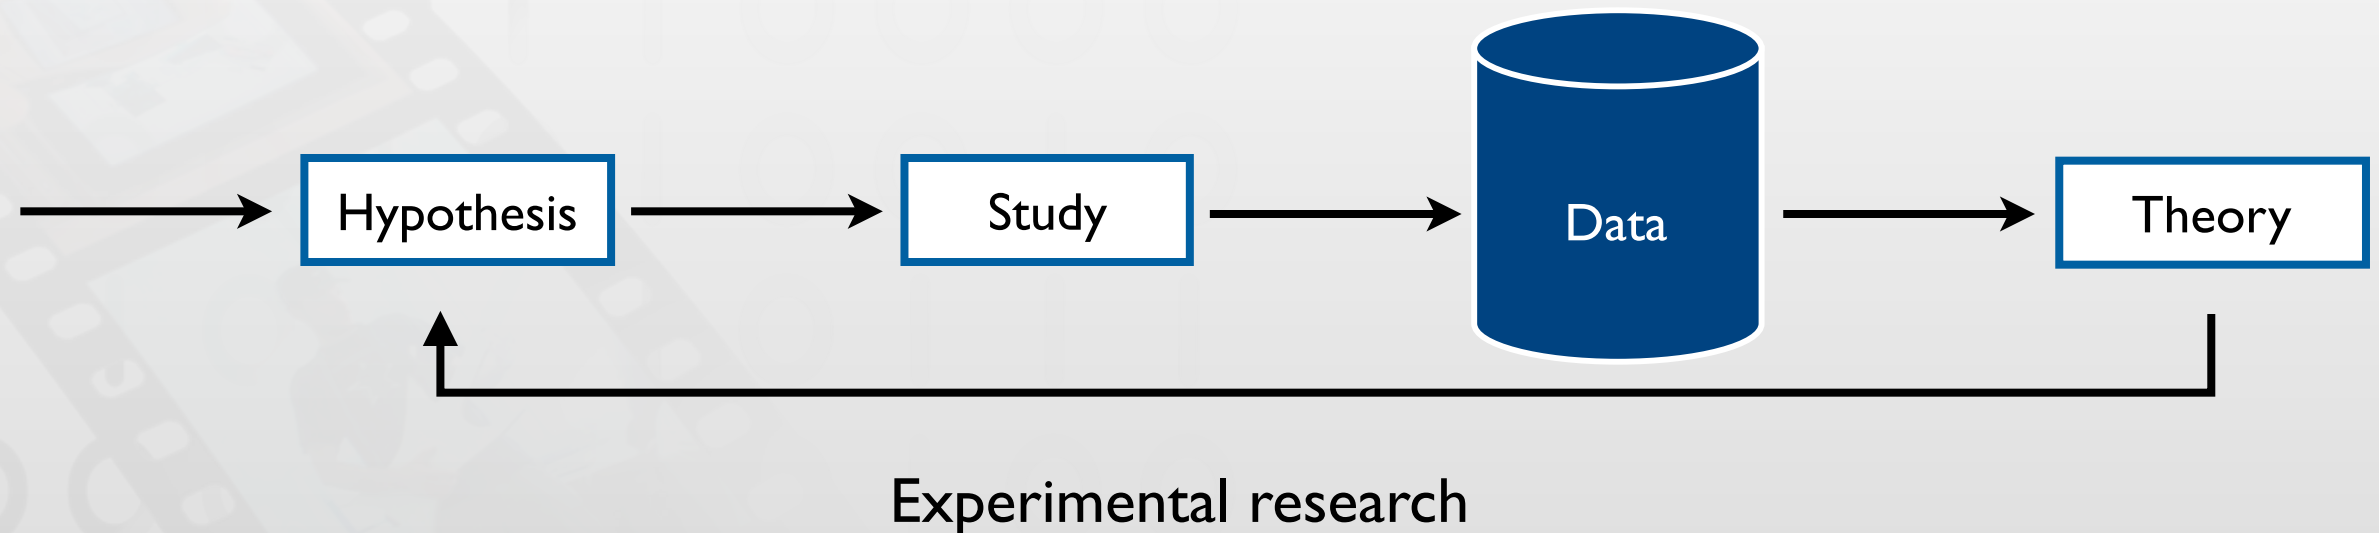 Hypothesis
Study
Data
Theory
Experimental research